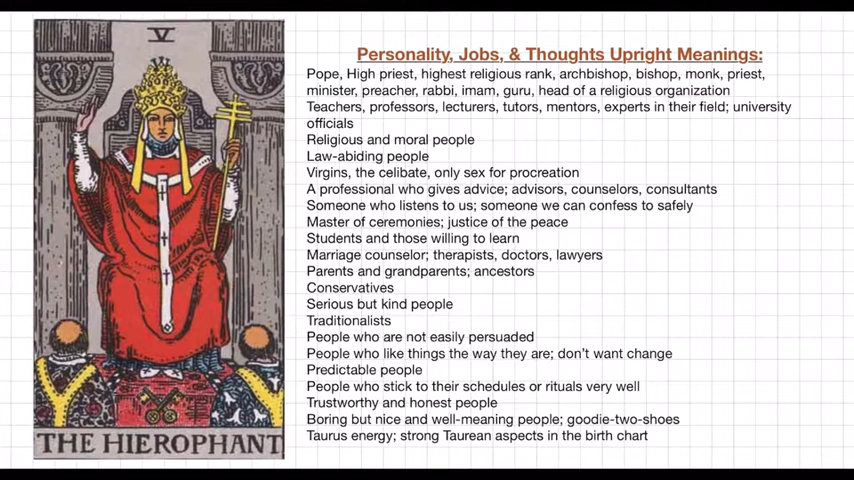 V
THE HIEROPHANT
Personality, Jobs, & Thoughts Upright Meanings:
Pope, High priest, highest religious rank, archbishop, bishop, monk, priest,
minister, preacher, rabbi, imam, guru, head of a religious organization
Teachers, professors, lecturers, tutors, mentors, experts in their field; university
officials
Religious and moral people
Law-abiding people
Virgins, the celibate, only sex for procreation
A professional who gives advice; advisors, counselors, consultants
Someone who listens to us; someone we can confess to safely
Master of ceremonies; justice of the peace
Students and those willing to learn
Marriage counselor; therapists, doctors, lawyers
Parents and grandparents; ancestors
Conservatives
Serious but kind people
Traditionalists
People who are not easily persuaded
People who like things the way they are; don’t want change
Predictable people
People who stick to their schedules or rituals very well
Trustworthy and honest people
Boring but nice and well-meaning people; goodie-two-shoes
Taurus energy; strong Taurean aspects in the birth chart